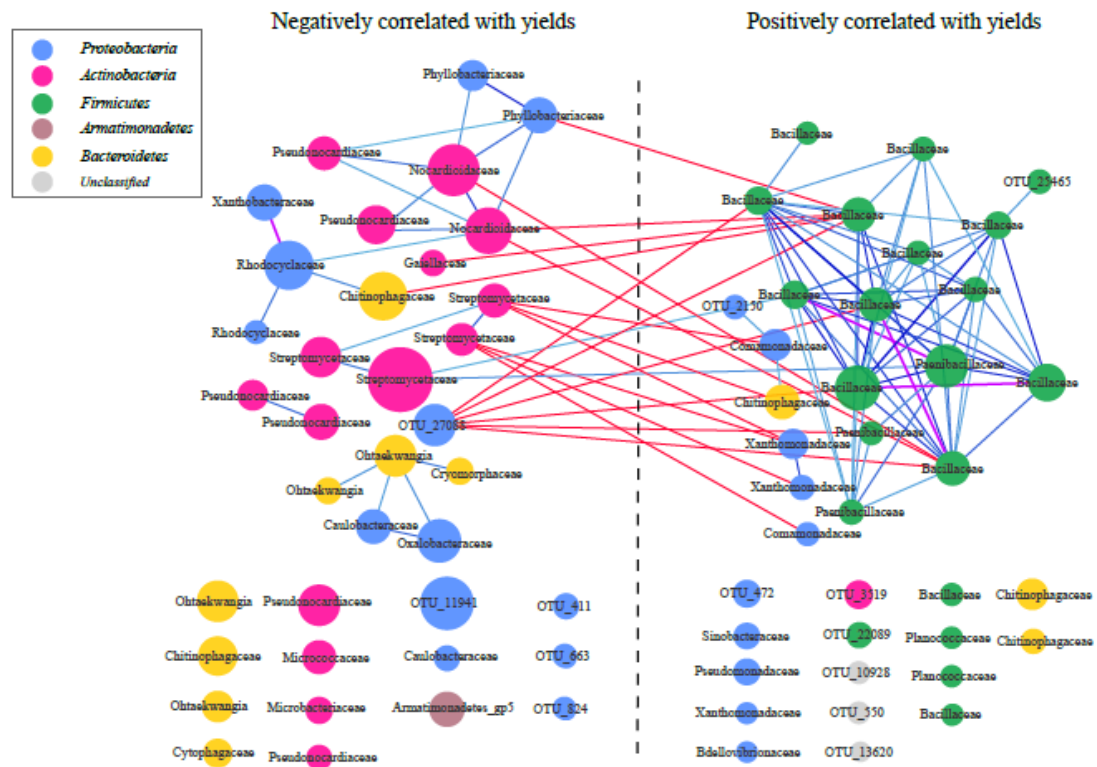 Negatively correlated with yields
Positively correlated with yields
Proteobacteria
Actinobacteria
Firmicutes
Armatimonadetes
Bacteroidetes
Unclassified
Phyllobacteriaceae
Phyllobacteriaceae
Pseudonocardiaceae
Nocardioidaceae
Xanthobacteraceae
Pseudonocardiaceae
Nocardioidaceae
Rhodocyclaceae
Gaiellaceae
Chitinophagaceae
Streptomycetaceae
Rhodocyclaceae
Streptomycetaceae
Streptomycetaceae
Streptomycetaceae
Pseudonocardiaceae
Pseudonocardiaceae
OTU_27088
Ohtaekwangia
Cryomorphaceae
Ohtaekwangia
Caulobacteraceae
Oxalobacteraceae
Bacillaceae
Bacillaceae
OTU_25465
Bacillaceae
Bacillaceae
Bacillaceae
Bacillaceae
Bacillaceae
Bacillaceae
Bacillaceae
OTU_2150
Comamonadaceae
Paenibacillaceae
Bacillaceae
Bacillaceae
Chitinophagaceae
Paenibacillaceae
Xanthomonadaceae
Bacillaceae
Xanthomonadaceae
Paenibacillaceae
Comamonadaceae
Ohtaekwangia
Pseudonocardiaceae
OTU_11941
OTU_411
Chitinophagaceae
Micrococcaceae
Caulobacteraceae
OTU_663
Ohtaekwangia
Microbacteriaceae
Armatimonadetes_gp5
OTU_824
Cytophagaceae
Pseudonocardiaceae
OTU_472
OTU_3519
Bacillaceae
Chitinophagaceae
Sinobacteraceae
OTU_22089
Planococcaceae
Chitinophagaceae
Pseudomonadaceae
OTU_10928
Planococcaceae
Xanthomonadaceae
OTU_550
Bacillaceae
Bdellovibrionaceae
OTU_13620